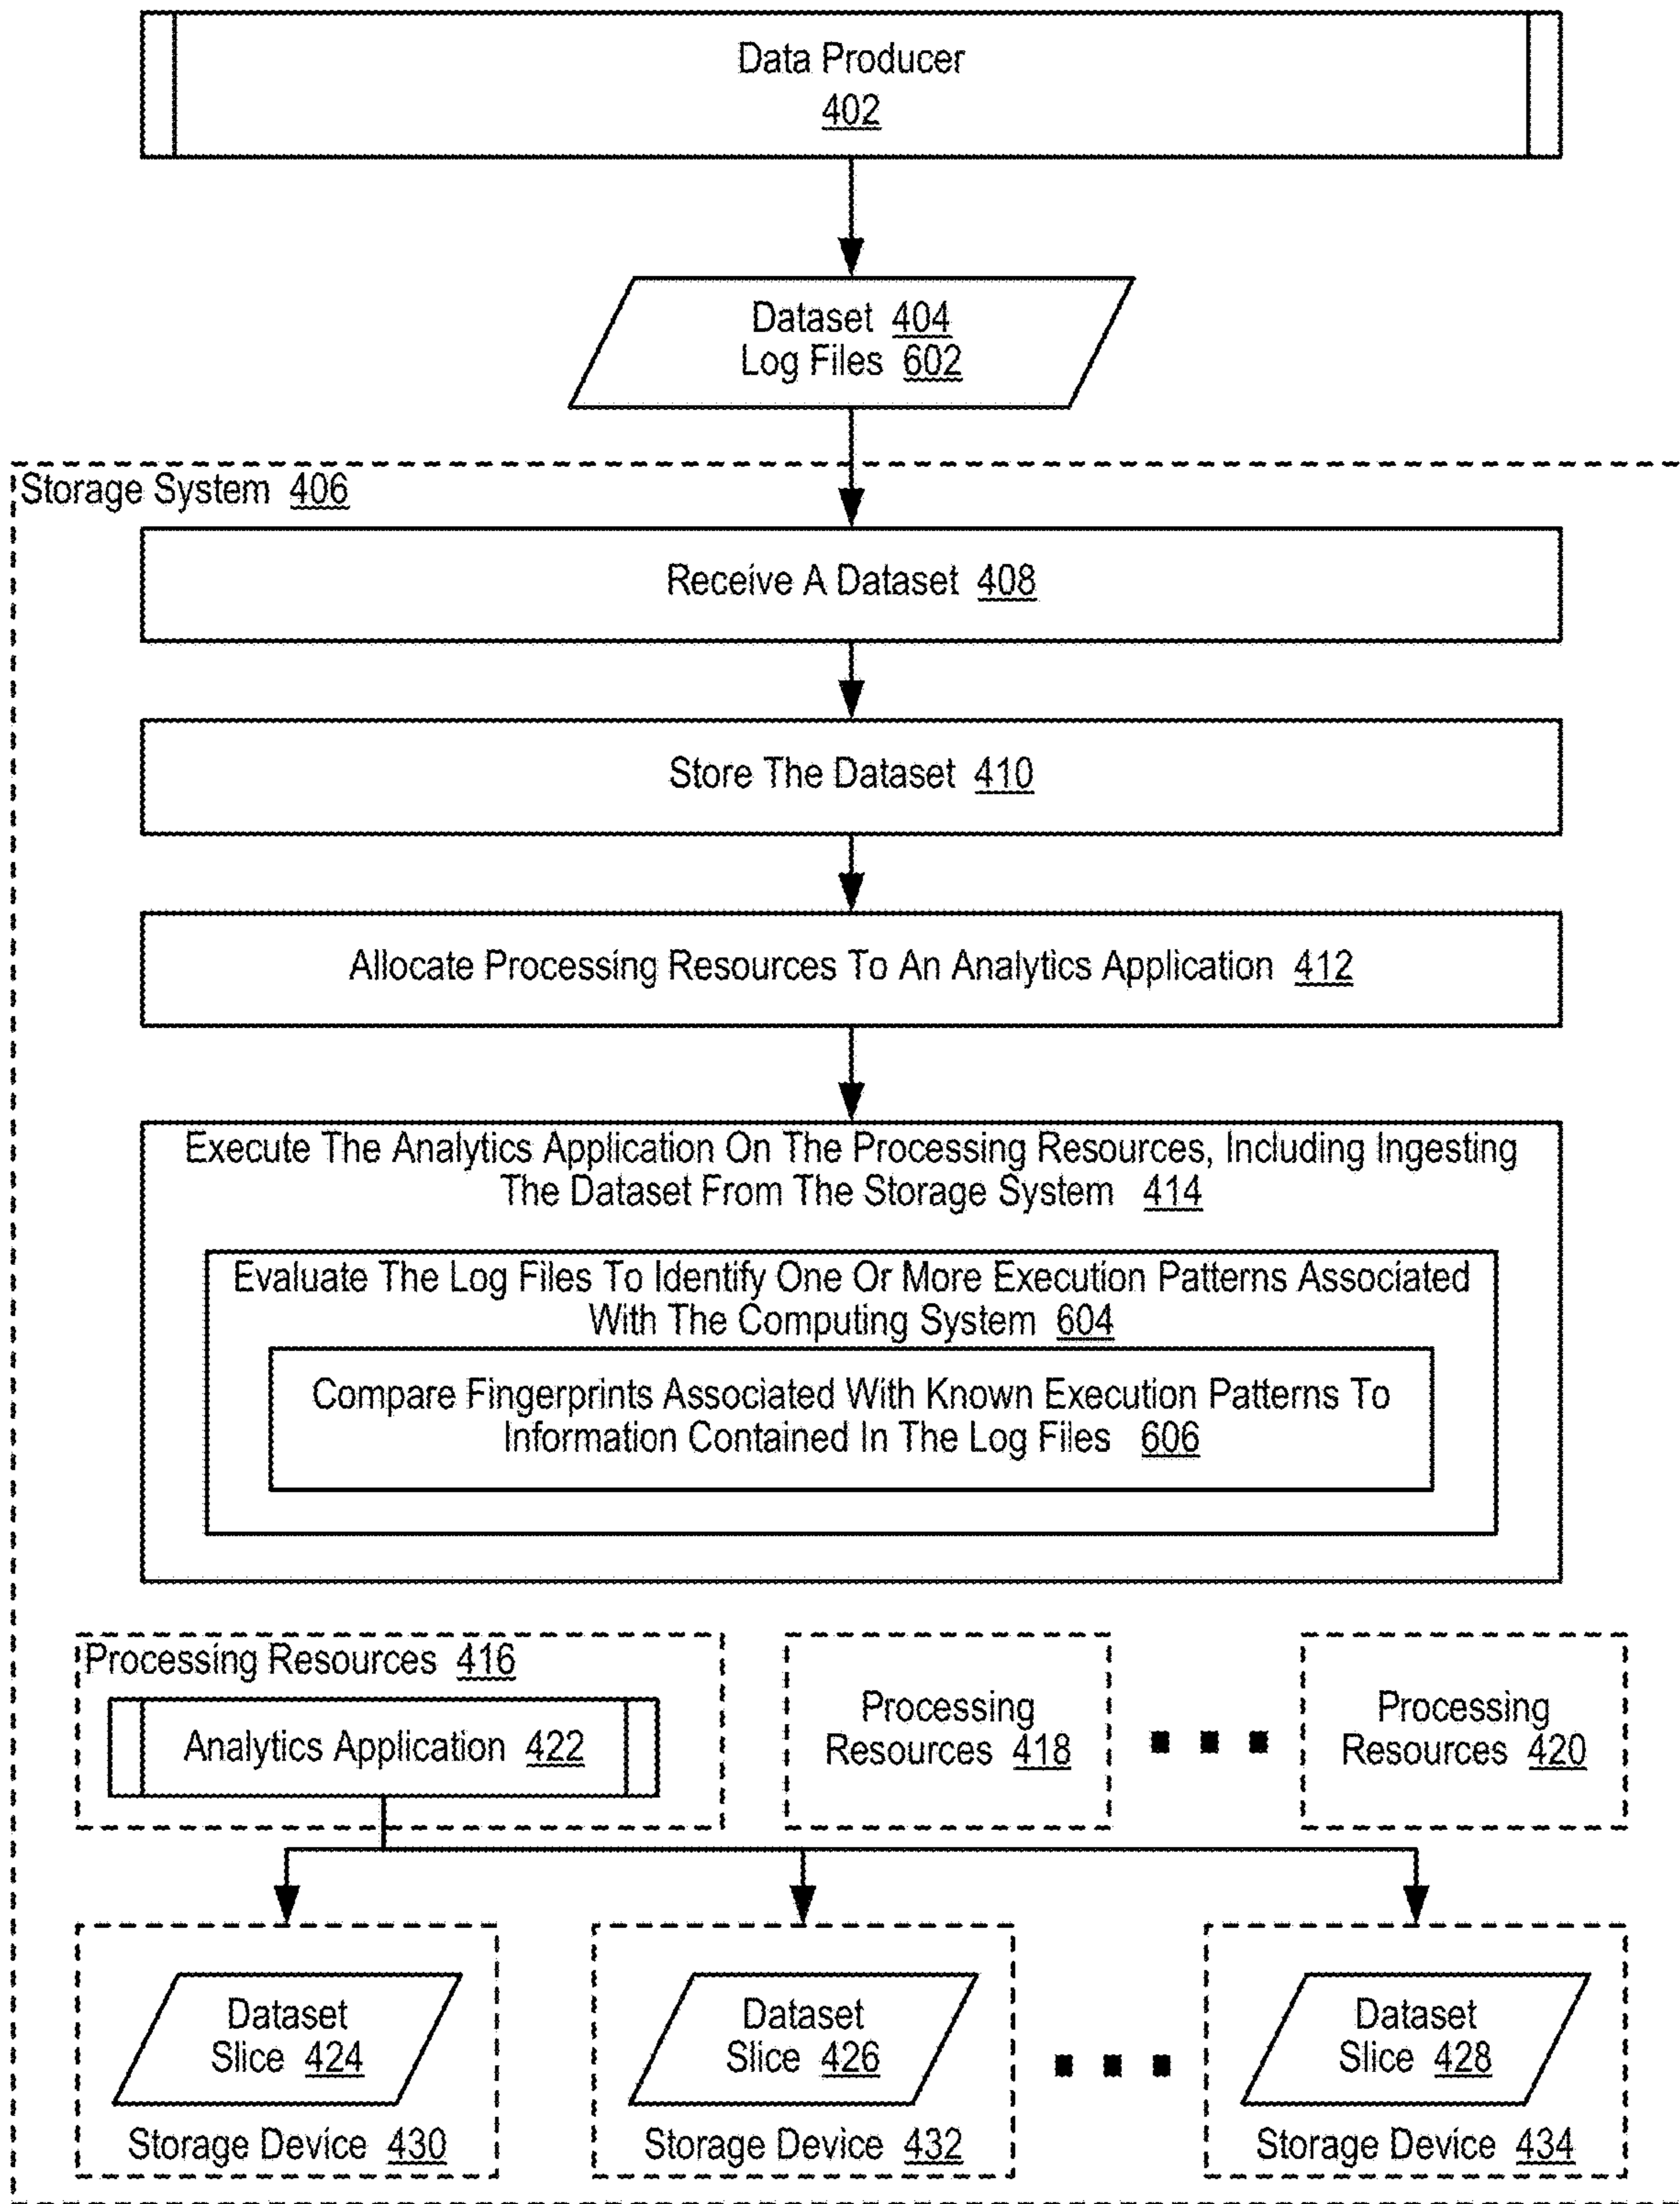 Data Producer
402
Dataset 404
Log Files 602
Storage System 406
Receive A Dataset 408
Store The Dataset 410
Allocate Processing Resources To An Analytics Application 412
Execute The Analytics Application On The Processing Resources, Including Ingesting
The Dataset From The Storage System 414
Evaluate The Log Files To Identify One Or More Execution Patterns Associated
With The Computing System 604
Compare Fingerprints Associated With Known Execution Patterns To
Information Contained In The Log Files 606
Processing Resources 416
Analytics Application 422
Processing
Resources 418
Processing
Resources 420
Dataset
Slice 424
Storage Device 430
Dataset
Slice 426
Storage Device 432
Dataset
Slice 428
Storage Device 434